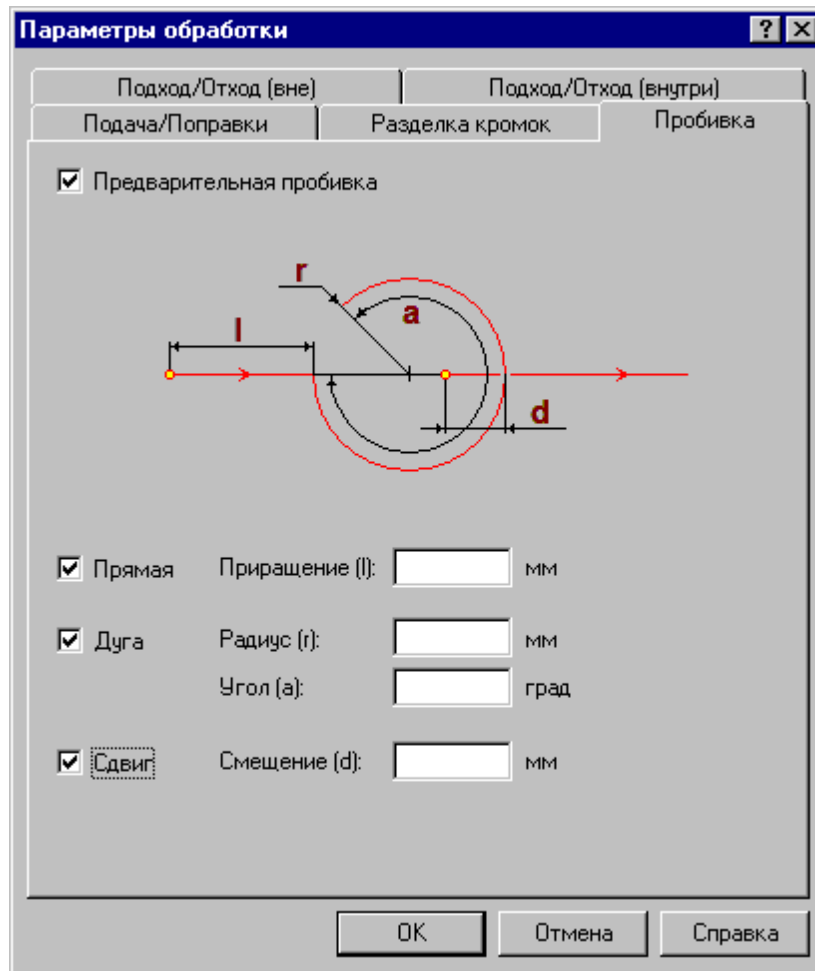 Параметры обработки
Подход/Отход (вне) Подход/Отход (внутри)
Подача/Поправки Разделка кромок Пробивка
Предварительная пробивка
r
a
l
d
Прямая Приращение (l): мм
Дуга Радиус (r): мм
Угол (a): град
Сдвиг Смещение (d): мм
OK Отмена Справка